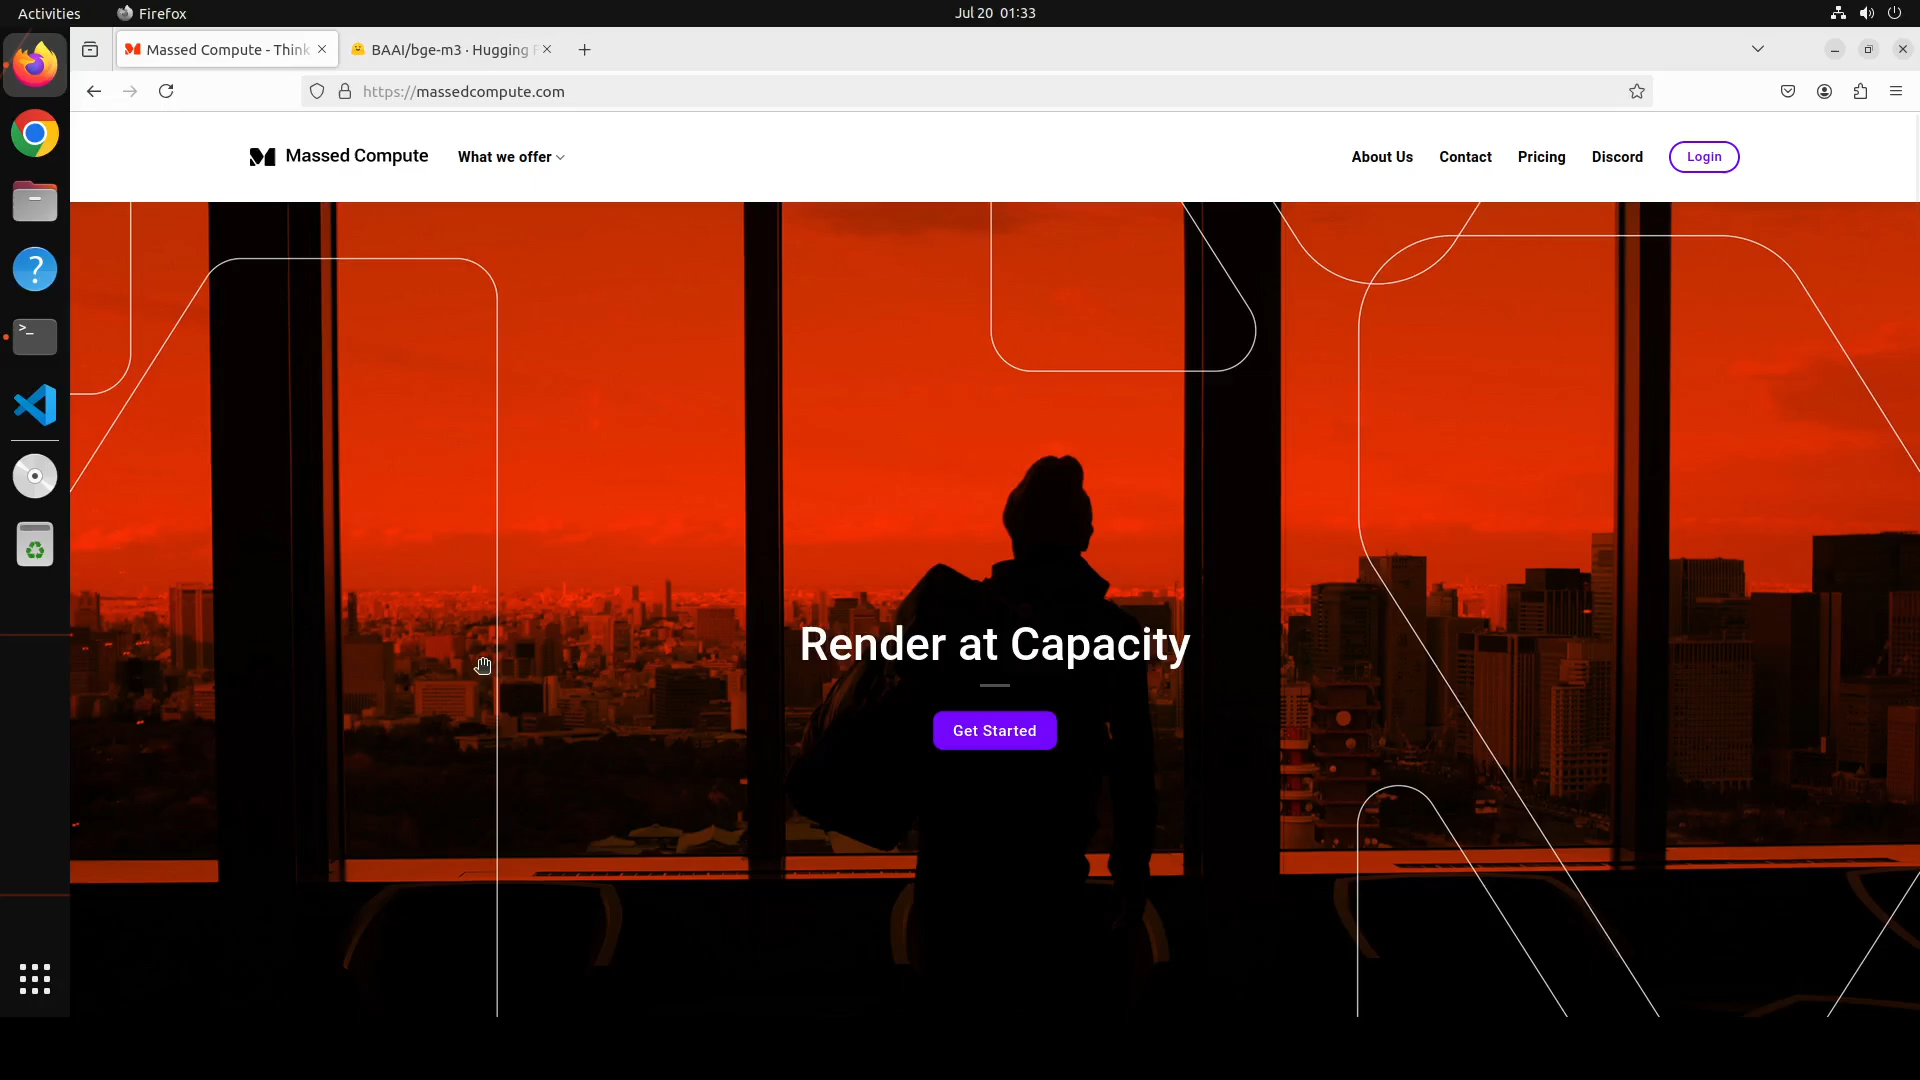 Activities
Firefox
Jul 20 01:33
Massed Compute - Think
BAAI/bge-m3 · Hugging F
https://massedcompute.com
Massed Compute
What we offer
About Us
Contact
Pricing
Discord
Login
Render at Capacity
Get Started